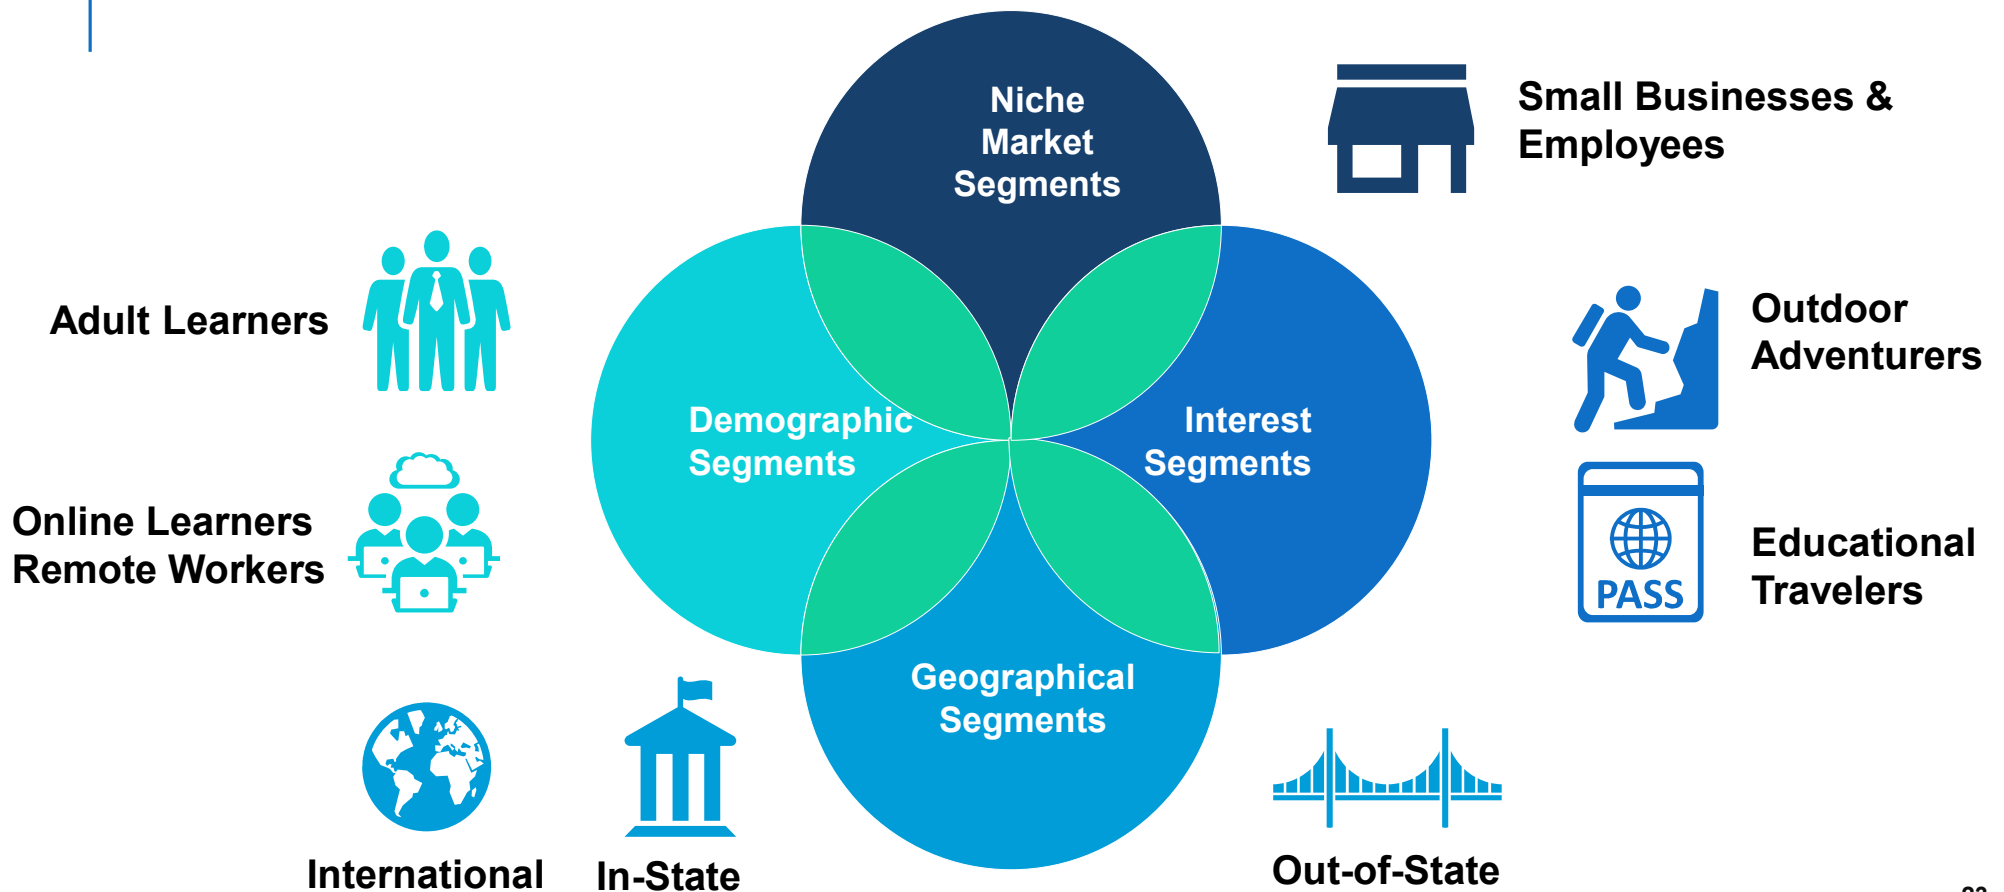 Niche
Market
Segments
Small Businesses &
Employees
Adult Learners
Outdoor
Adventurers
Demographic
Segments
Interest
Segments
Online Learners
Remote Workers
PASS
Educational
Travelers
Geographical
Segments
International
In-State
Out-of-State